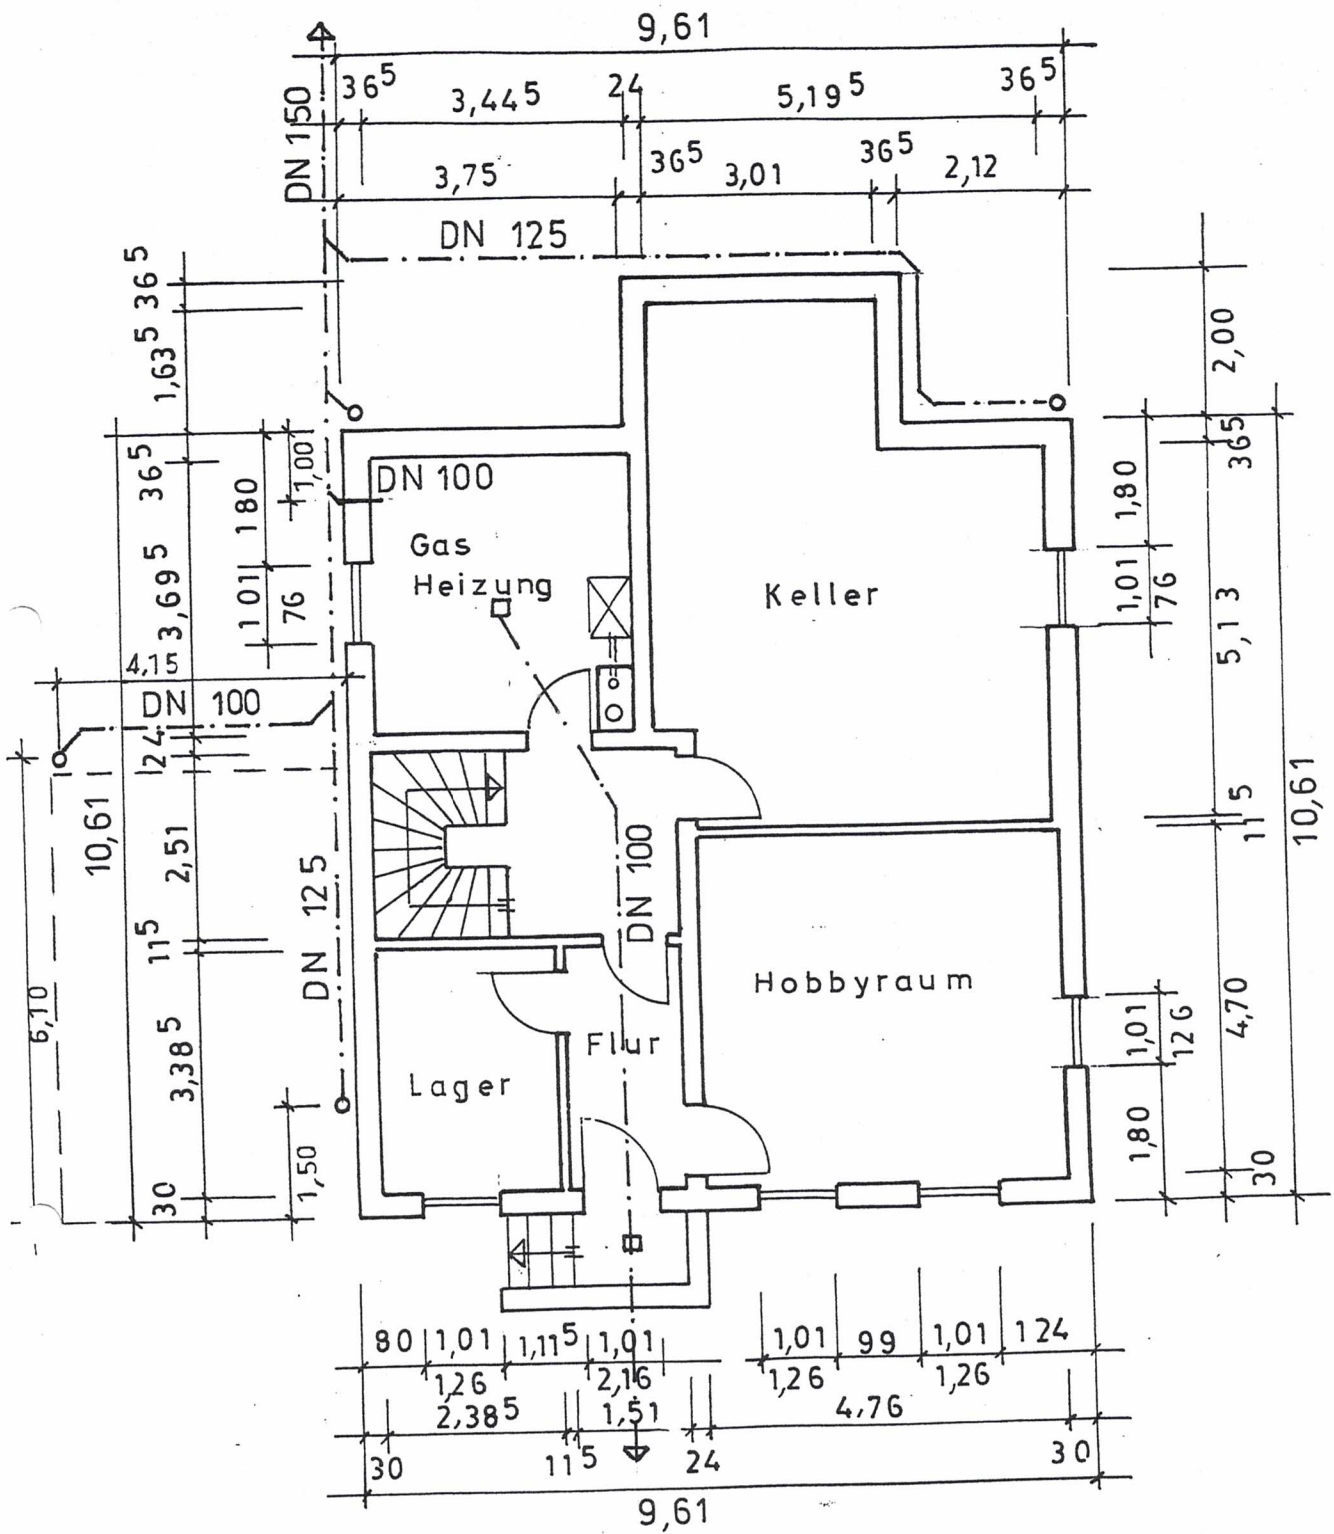 9,61
36⁵ 3,44⁵ 24 5,19⁵ 36⁵
3,75 36⁵ 3,01 36⁵ 2,12
DN 150
DN 125
36⁵
1,63⁵
36⁵
3,69⁵
24
2,51
11⁵
3,38⁵
30
10,61
180
1,01
76
1,00
DN 100
Gas
Heizung
Keller
4,15
DN 100
6,10
DN 125
1,50
DN 100
Hobbyraum
Flur
Lager
2,00
36⁵
5,13
11⁵
4,70
30
10,61
1,80
1,01
76
1,01
126
1,80
80 1,01 1,11⁵ 1,01 1,01 99 1,01 124
1,26 2,16 1,26 1,26
2,38⁵ 1,51 4,76
30 11⁵ 24 30
9,61